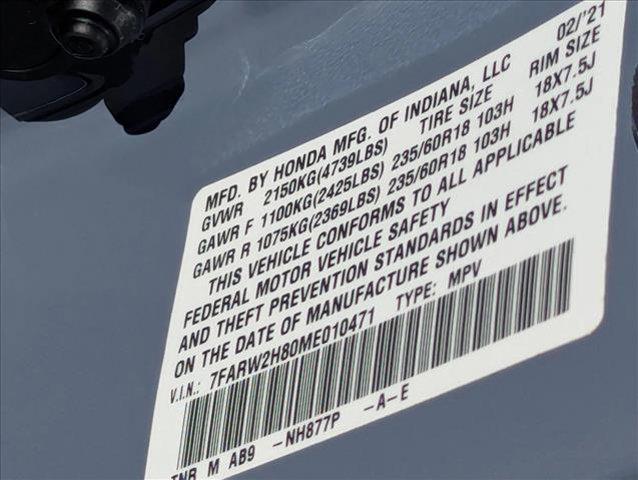 MFD. BY HONDA MFG. OF INDIANA, LLC 02/'21
GVWR 2150KG(4739LBS) TIRE SIZE RIM SIZE
GAWR F 1100KG(2425LBS) 235/60R18 103H 18X7.5J
GAWR R 1075KG(2369LBS) 235/60R18 103H 18X7.5J
THIS VEHICLE CONFORMS TO ALL APPLICABLE
FEDERAL MOTOR VEHICLE SAFETY
AND THEFT PREVENTION STANDARDS IN EFFECT
ON THE DATE OF MANUFACTURE SHOWN ABOVE.
V.I.N.: 7FARW2H80ME010471 TYPE: MPV
TNR M AB9 -NH877P -A-E